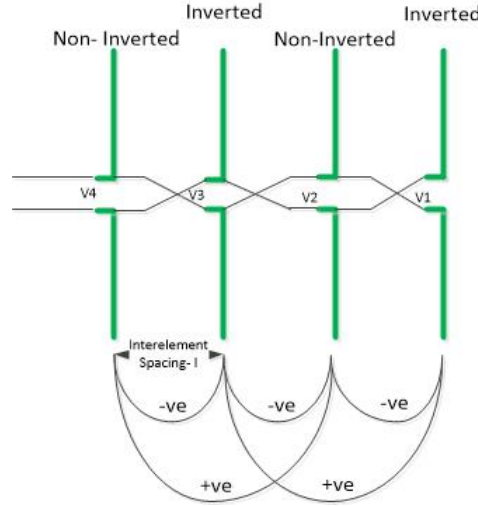 Inverted
Non- Inverted
Inverted
Non-Inverted
V4
V3
V2
V1
Interelement
Spacing- I
-ve
-ve
-ve
+ve
+ve